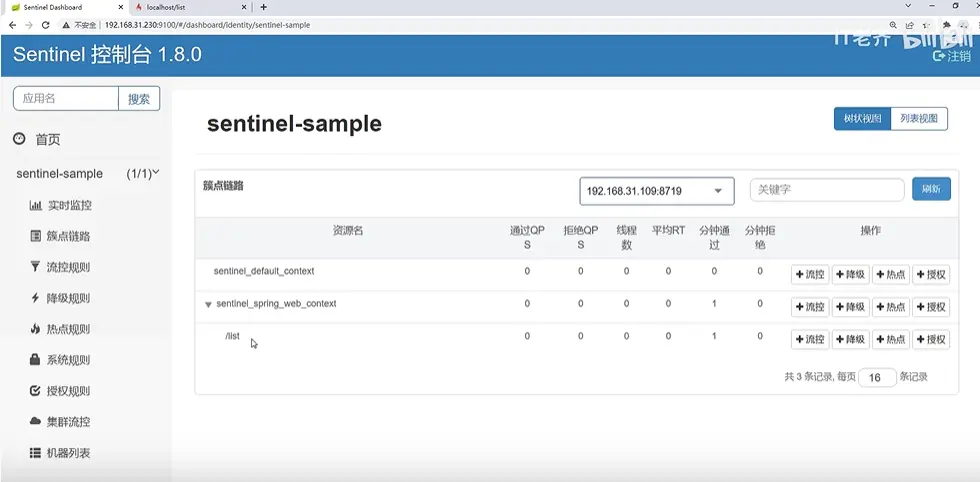 Sentinel Dashboard
localhost/list
不安全 192.168.31.230:9100/#/dashboard/identity/sentinel-sample
IT老齐 bilibili
Sentinel 控制台 1.8.0
注销
应用名 搜索
首页
sentinel-sample (1/1)
实时监控
簇点链路
流控规则
降级规则
热点规则
系统规则
授权规则
集群流控
机器列表
sentinel-sample
树状视图 列表视图
簇点链路 192.168.31.109:8719 关键字 刷新
资源名 通过QPS 拒绝QPS 线程数 平均RT 分钟通过 分钟拒绝 操作
sentinel_default_context 0 0 0 0 0 0 流控 降级 热点 授权
sentinel_spring_web_context 0 0 0 0 1 0 流控 降级 热点 授权
/list 0 0 0 0 1 0 流控 降级 热点 授权
共 3 条记录, 每页 16 条记录